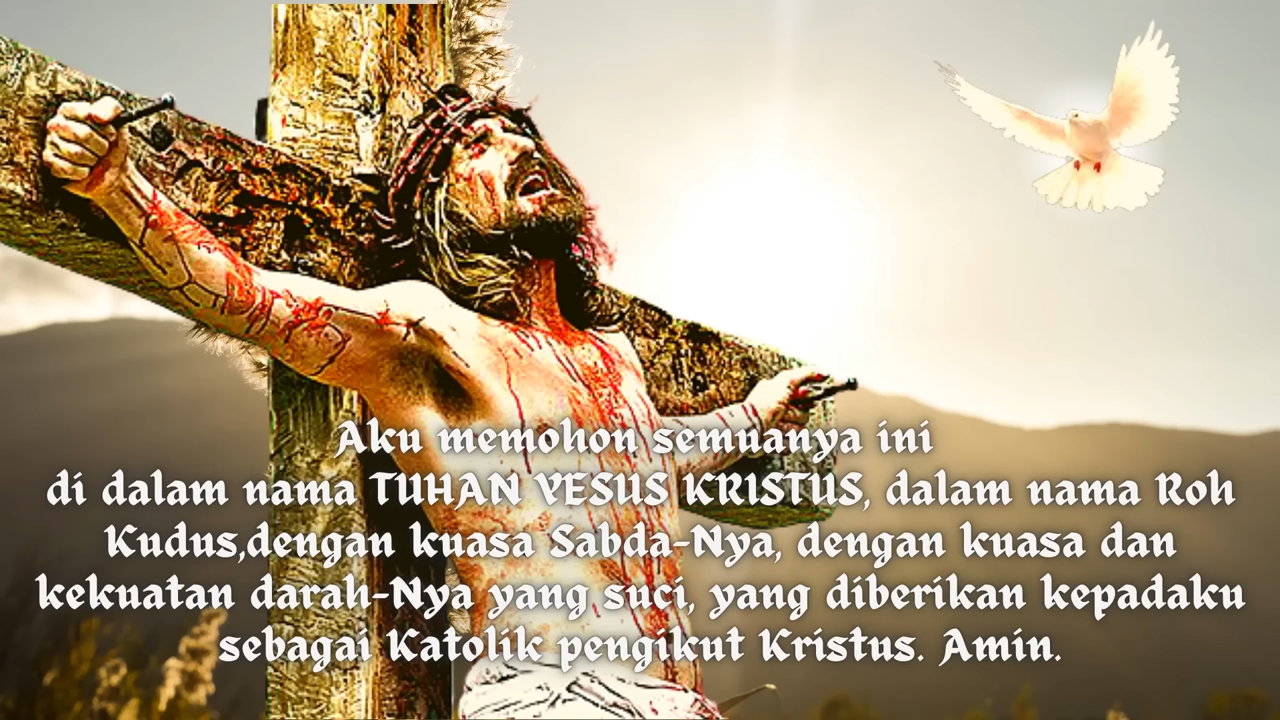 Aku memohon semuanya ini
di dalam nama TUHAN YESUS KRISTUS, dalam nama Roh
Kudus,dengan kuasa Sabda-Nya, dengan kuasa dan
kekuatan darah-Nya yang suci, yang diberikan kepadaku
sebagai Katolik pengikut Kristus. Amin.